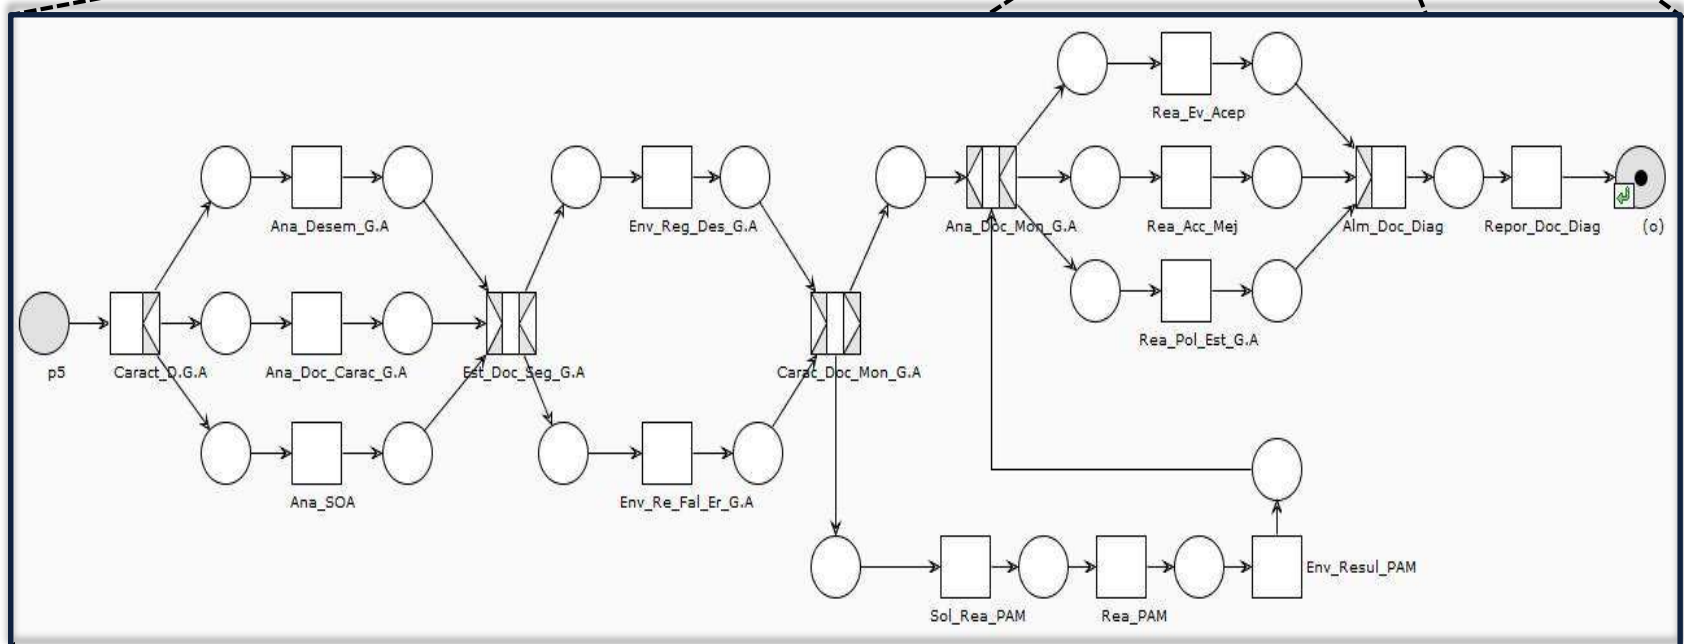 Rea_Ev_Acep
Ana_Desem_G.A
Env_Reg_Des_G.A
Ana_Doc_Mon_G.A
Rea_Acc_Mej
Alm_Doc_Diag
Repor_Doc_Diag
(o)
Rea_Pol_Est_G.A
p5
Caract_D.G.A
Ana_Doc_Carac_G.A
Est_Doc_Seg_G.A
Carac_Doc_Mon_G.A
Ana_SOA
Env_Re_Fal_Er_G.A
Env_Resul_PAM
Sol_Rea_PAM
Rea_PAM